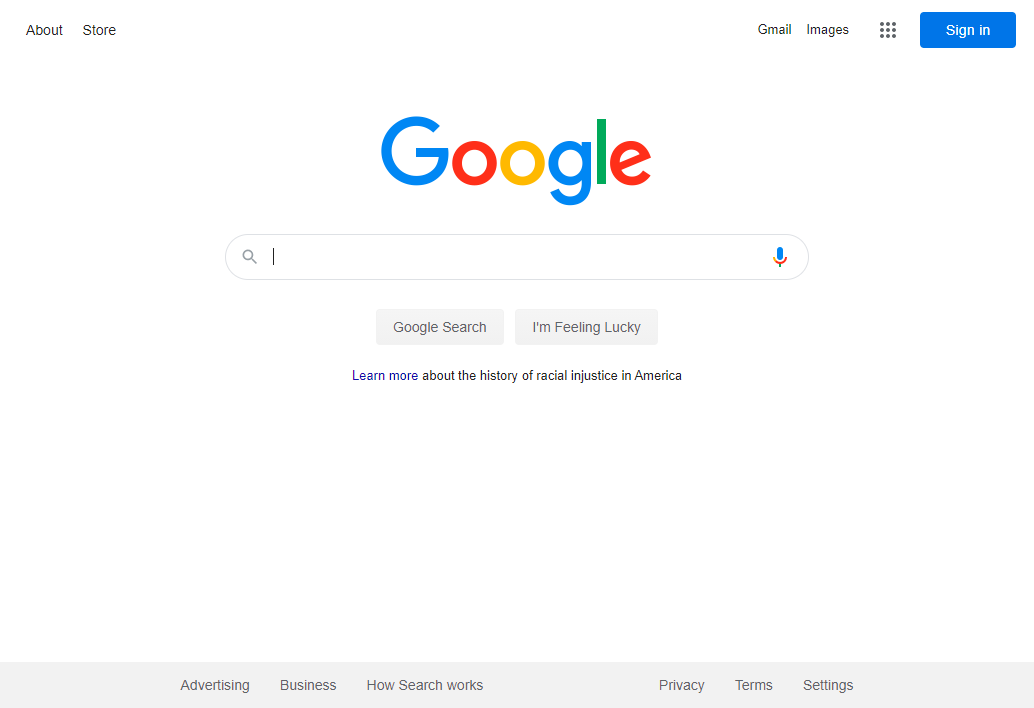 About Store Gmail Images Sign in
Google
Google Search I'm Feeling Lucky
Learn more about the history of racial injustice in America
Advertising Business How Search works Privacy Terms Settings